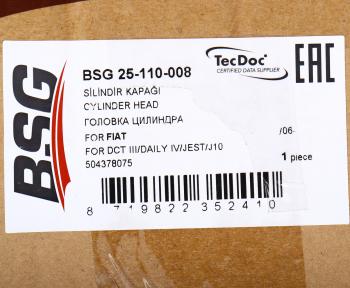 BSG
BSG 25-110-008
TecDoc
CERTIFIED DATA SUPPLIER
EAC
SİLİNDİR KAPAĞI
CYLINDER HEAD
ГОЛОВКА ЦИЛИНДРА
FOR FIAT
/06-
FOR DCT III/DAILY IV/JEST/J10
504378075
1 piece
8 719822 352410